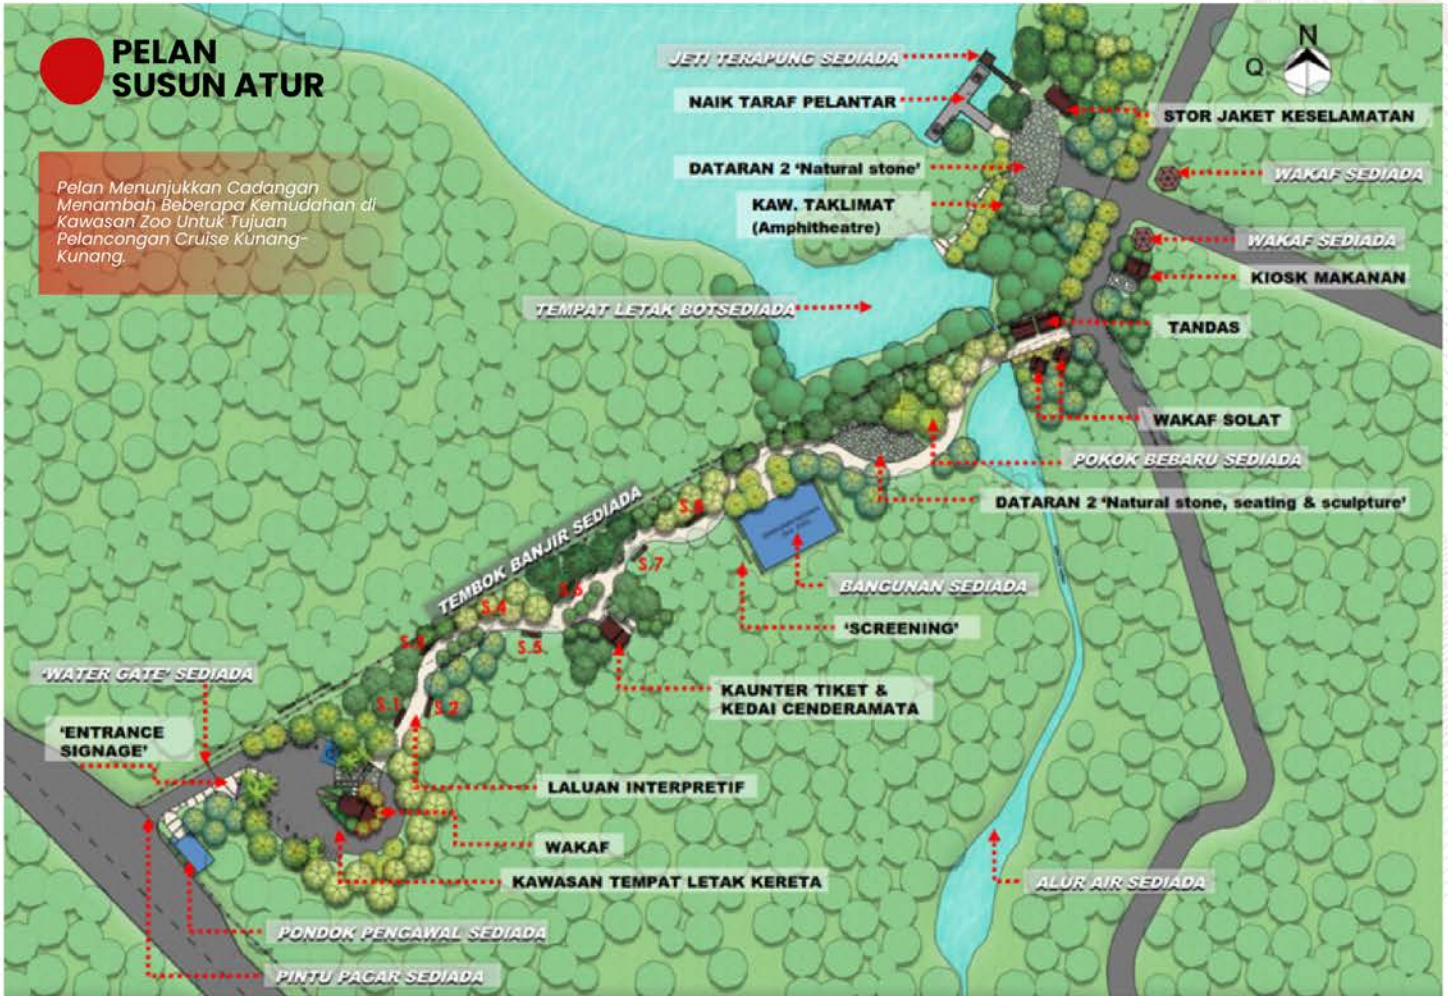 PELAN
SUSUN ATUR
Pelan Menunjukkan Cadangan
Menambah Beberapa Kemudahan di
Kawasan Zoo Untuk Tujuan
Pelancongan Cruise Kunang-
Kunang.
N
Q
JETI TERAPUNG SEDIADA
NAIK TARAF PELANTAR
STOR JAKET KESELAMATAN
DATARAN 2 ‘Natural stone’
WAKAF SEDIADA
KAW. TAKLIMAT
(Amphitheatre)
WAKAF SEDIADA
KIOSK MAKANAN
TEMPAT LETAK BOTSEDIADA
TANDAS
WAKAF SOLAT
POKOK BEBARU SEDIADA
DATARAN 2 ‘Natural stone, seating & sculpture’
TEMBOK BANJIR SEDIADA
S.8
S.7
S.6
S.4
S.5
S.3
S.1
S.2
BANGUNAN SEDIADA
‘SCREENING’
‘WATER GATE’ SEDIADA
KAUNTER TIKET &
KEDAI CENDERAMATA
‘ENTRANCE
SIGNAGE’
LALUAN INTERPRETIF
WAKAF
KAWASAN TEMPAT LETAK KERETA
ALUR AIR SEDIADA
PONDOK PENGAWAL SEDIADA
PINTU PAGAR SEDIADA